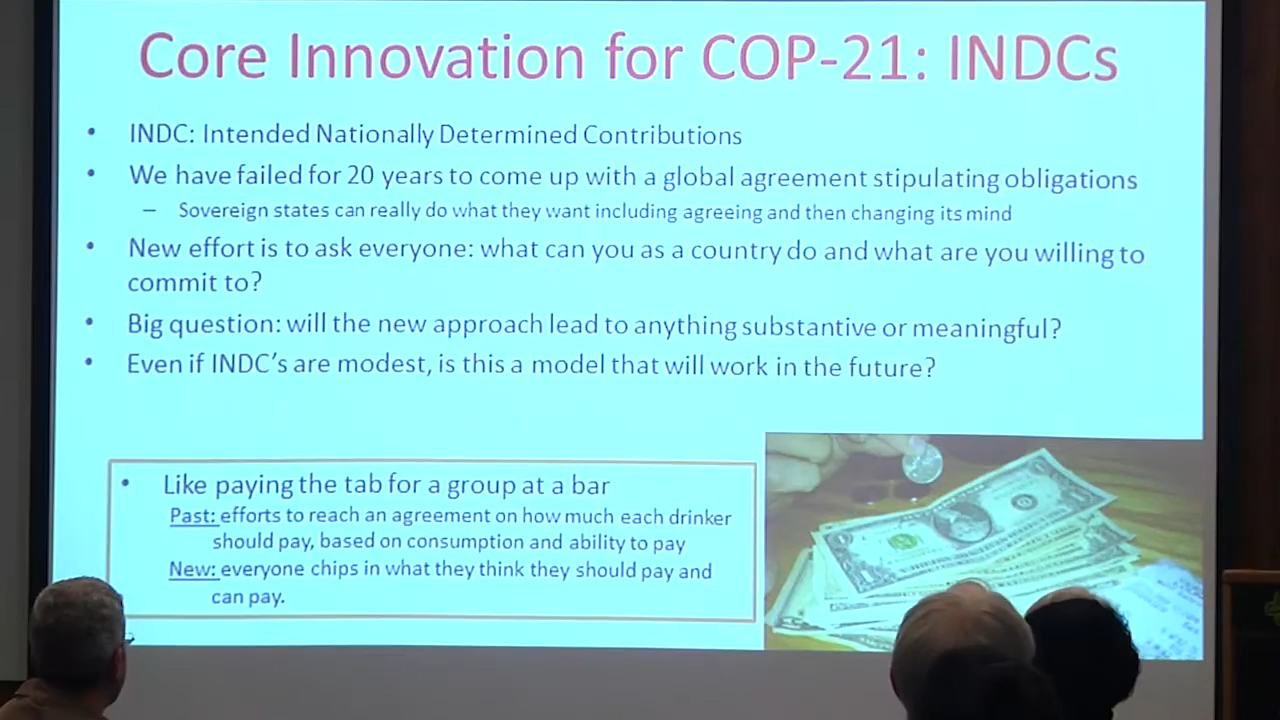 Core Innovation for COP-21: INDCs
• INDC: Intended Nationally Determined Contributions
• We have failed for 20 years to come up with a global agreement stipulating obligations
– Sovereign states can really do what they want including agreeing and then changing its mind
• New effort is to ask everyone: what can you as a country do and what are you willing to
commit to?
• Big question: will the new approach lead to anything substantive or meaningful?
• Even if INDC's are modest, is this a model that will work in the future?
• Like paying the tab for a group at a bar
Past: efforts to reach an agreement on how much each drinker
should pay, based on consumption and ability to pay
New: everyone chips in what they think they should pay and
can pay.